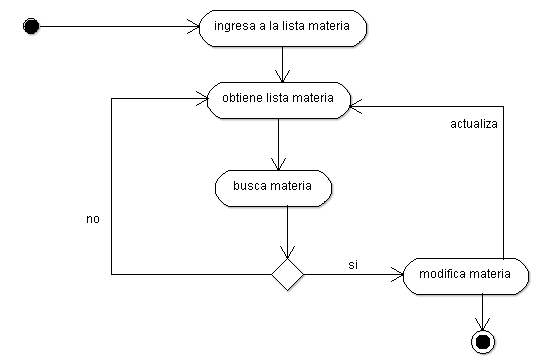 ingresa a la lista materia
obtiene lista materia
actualiza
busca materia
no
si
modifica materia